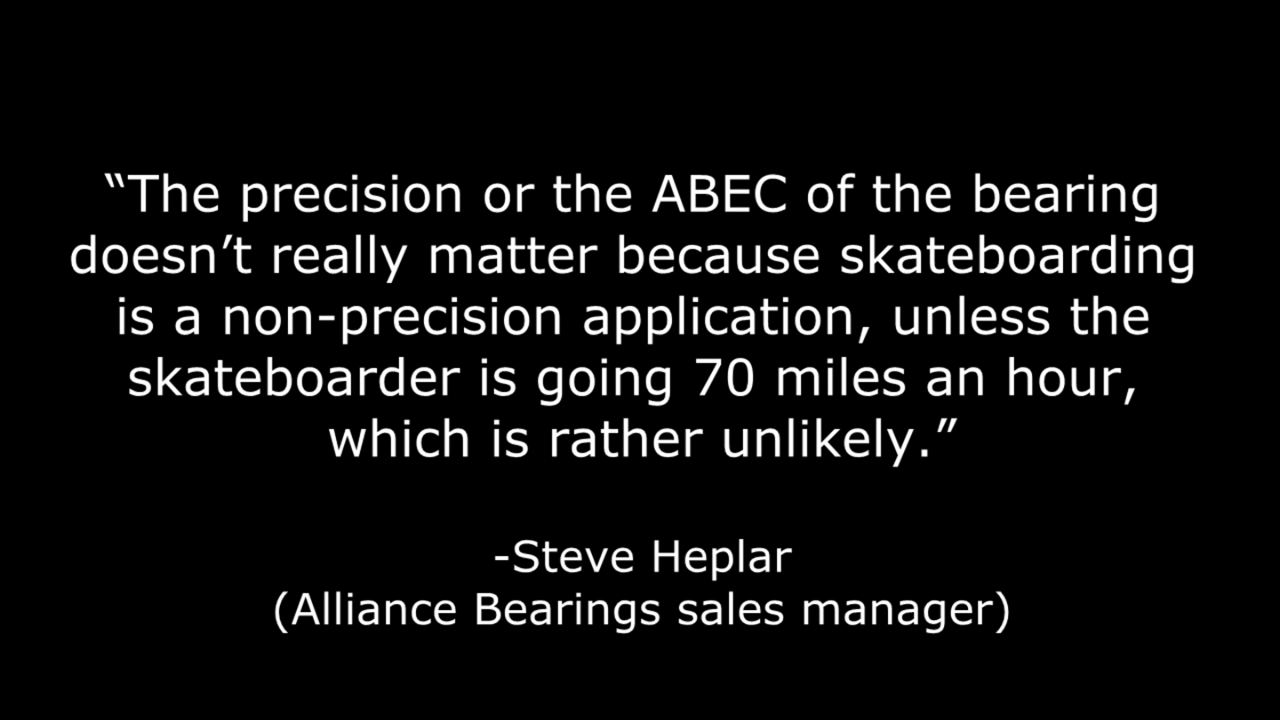 “The precision or the ABEC of the bearing
doesn’t really matter because skateboarding
is a non-precision application, unless the
skateboarder is going 70 miles an hour,
which is rather unlikely.”
-Steve Heplar
(Alliance Bearings sales manager)